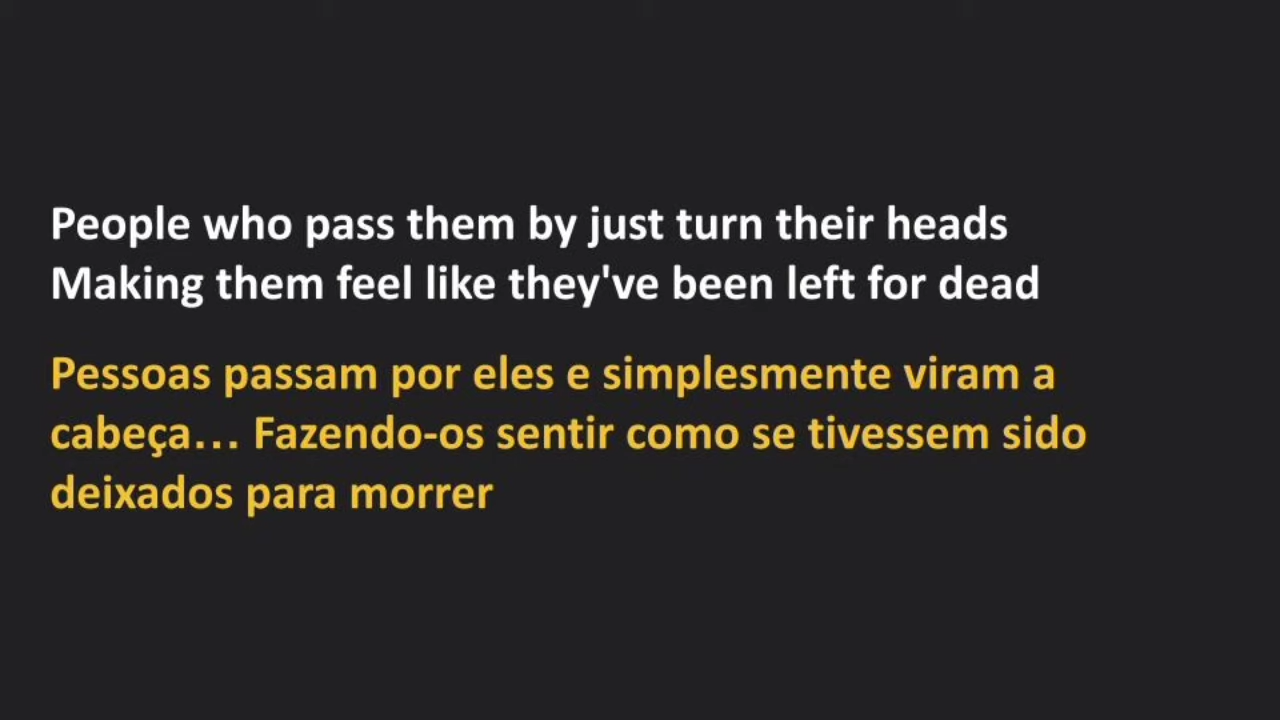 People who pass them by just turn their heads
Making them feel like they've been left for dead
Pessoas passam por eles e simplesmente viram a
cabeça... Fazendo-os sentir como se tivessem sido
deixados para morrer